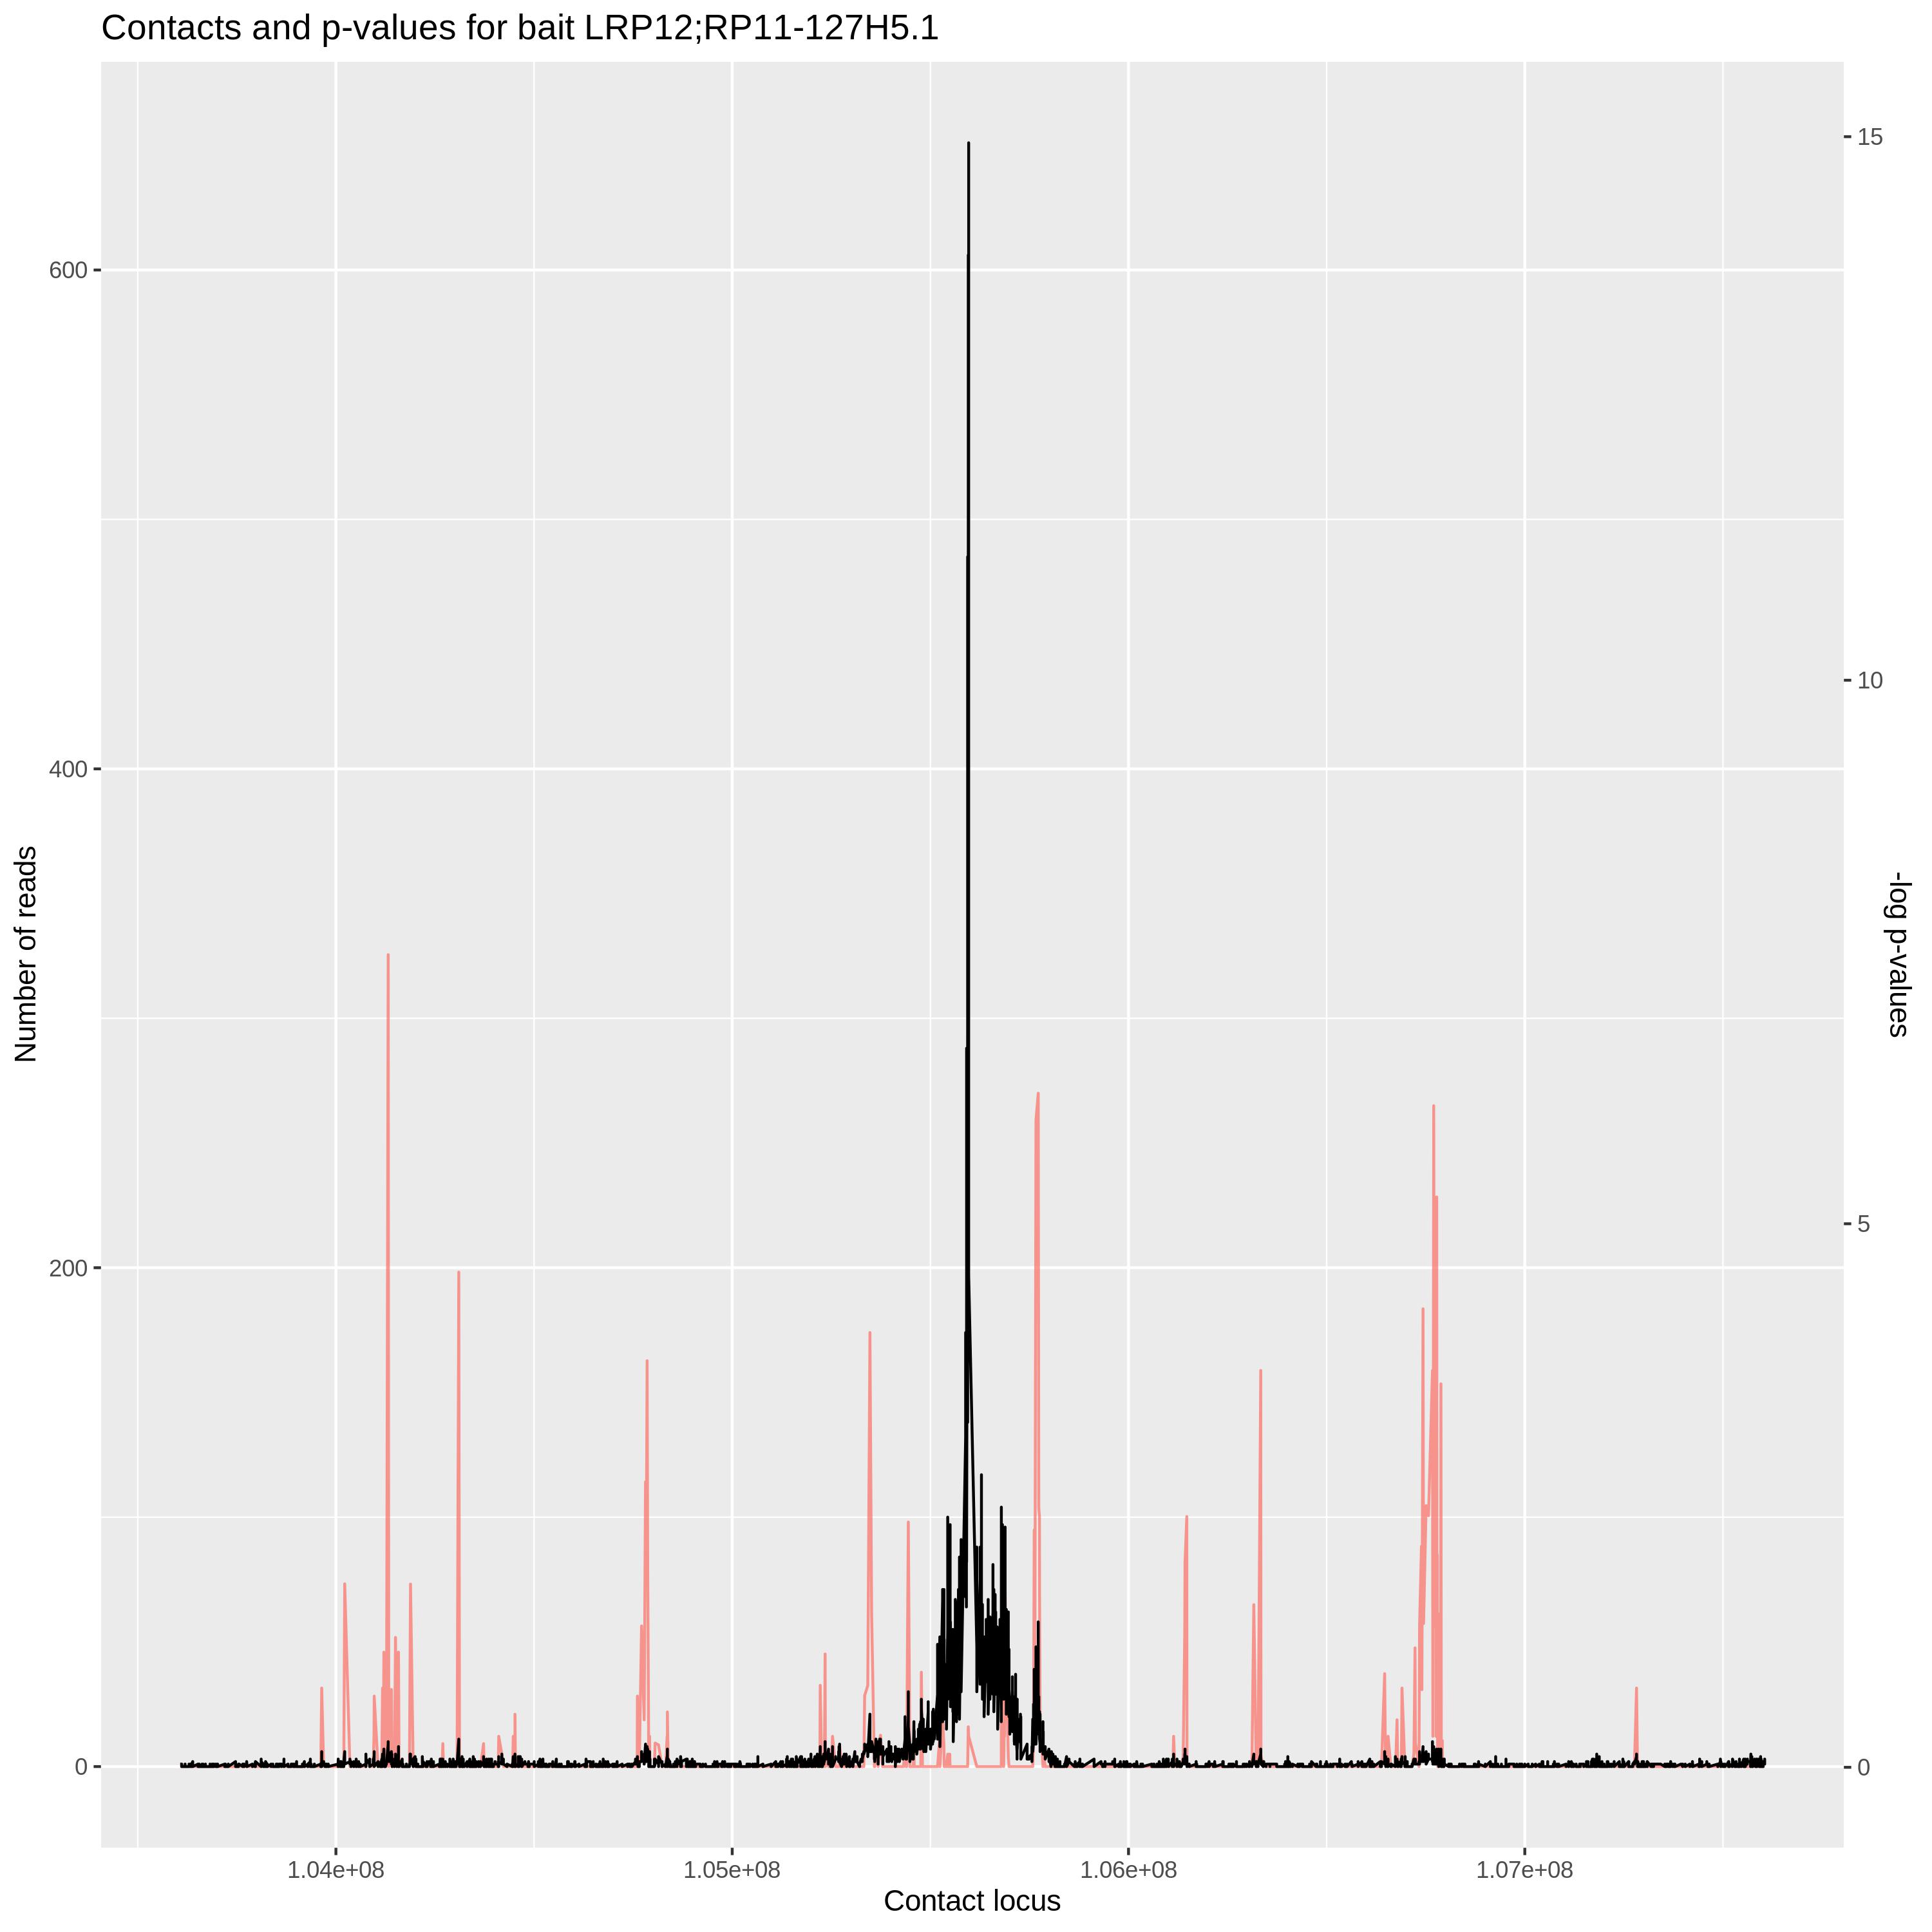 Contacts and p-values for bait LRP12;RP11-127H5.1
15
600
10
400
Number of reads
-log p-values
5
200
0
0
1.04e+08
1.05e+08
1.06e+08
1.07e+08
Contact locus